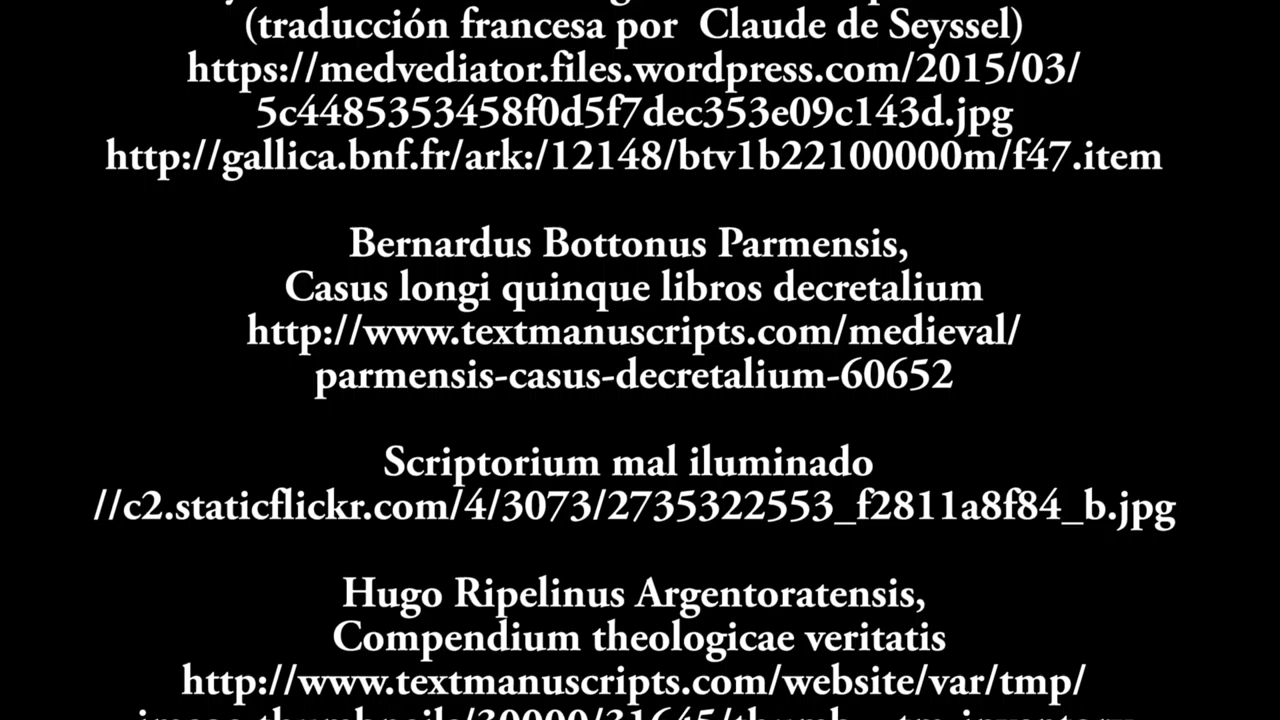 (traducción francesa por Claude de Seyssel)
https://medvediator.files.wordpress.com/2015/03/
5c4485353458f0d5f7dec353e09c143d.jpg
http://gallica.bnf.fr/ark:/12148/btv1b22100000m/f47.item
Bernardus Bottonus Parmensis,
Casus longi quinque libros decretalium
http://www.textmanuscripts.com/medieval/
parmensis-casus-decretalium-60652
Scriptorium mal iluminado
//c2.staticflickr.com/4/3073/2735322553_f2811a8f84_b.jpg
Hugo Ripelinus Argentoratensis,
Compendium theologicae veritatis
http://www.textmanuscripts.com/website/var/tmp/